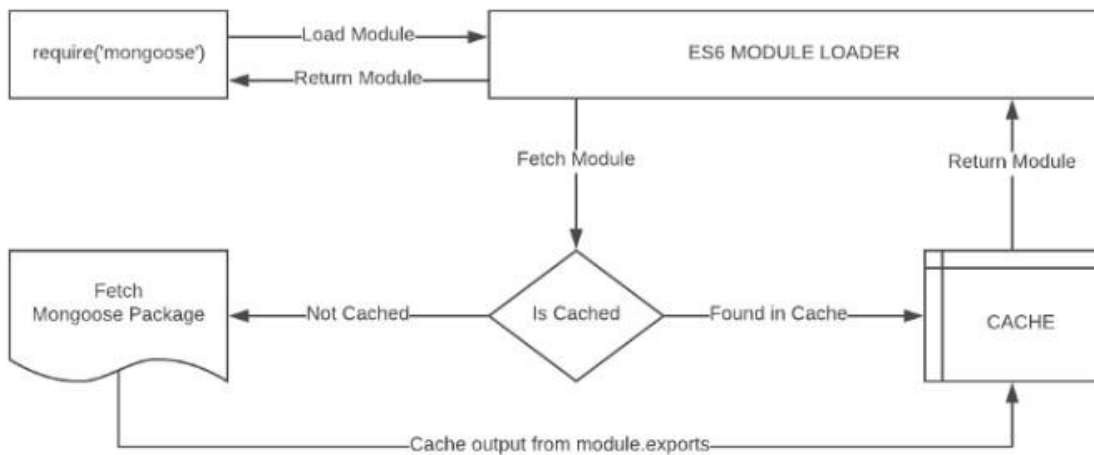 require('mongoose')
Load Module
Return Module
ES6 MODULE LOADER
Fetch Module
Return Module
Fetch
Mongoose Package
Not Cached
Is Cached
Found in Cache
CACHE
Cache output from module.exports